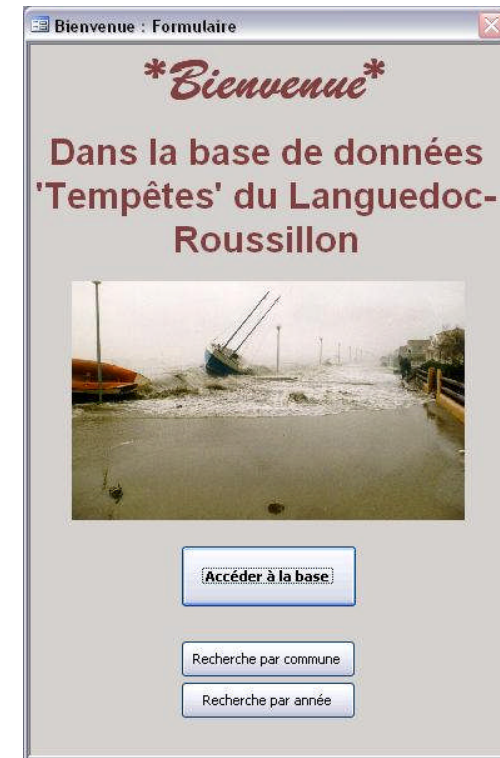 Bienvenue : Formulaire
*Bienvenue*
Dans la base de données
'Tempêtes' du Languedoc-
Roussillon
Accéder à la base
Recherche par commune
Recherche par année